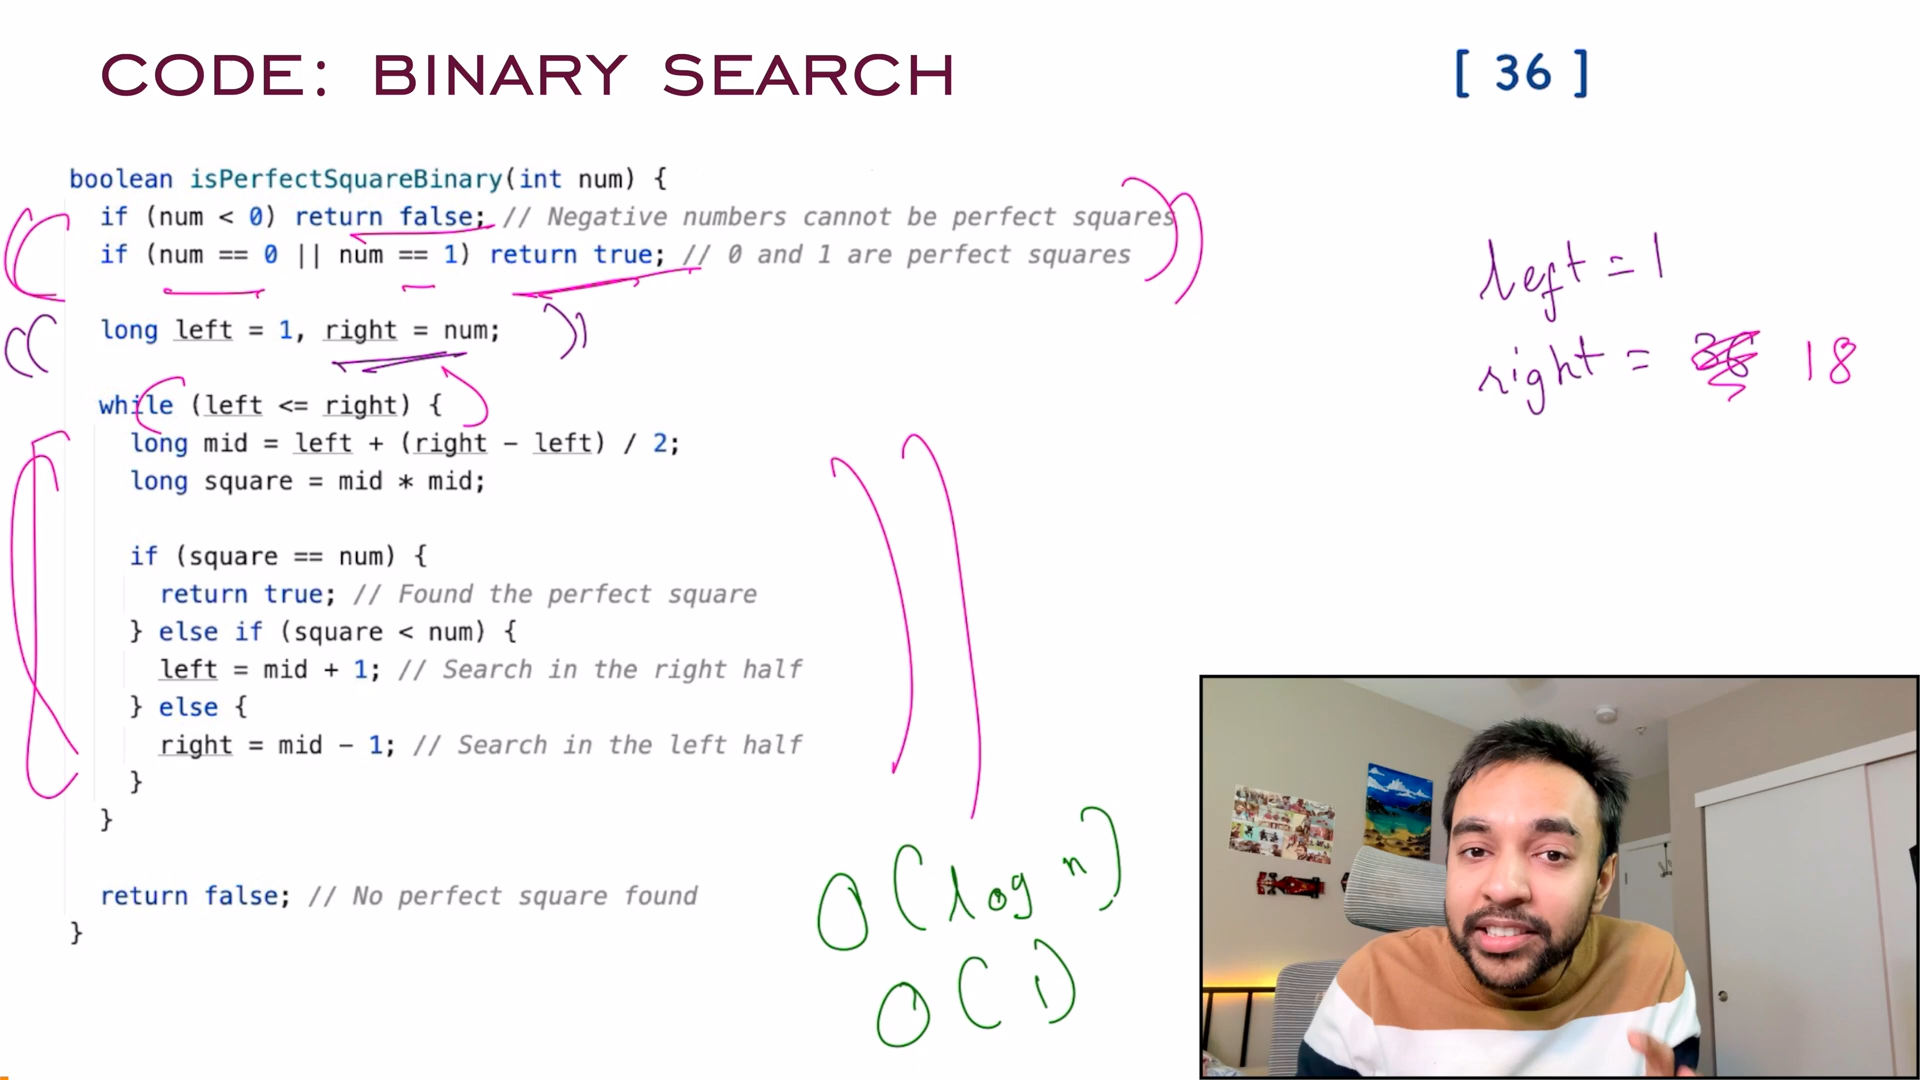 CODE: BINARY SEARCH
[ 36 ]
boolean isPerfectSquareBinary(int num) {
if (num < 0) return false; // Negative numbers cannot be perfect squares
if (num == 0 || num == 1) return true; // 0 and 1 are perfect squares
long left = 1, right = num;
while (left <= right) {
long mid = left + (right - left) / 2;
long square = mid * mid;
if (square == num) {
return true; // Found the perfect square
} else if (square < num) {
left = mid + 1; // Search in the right half
} else {
right = mid - 1; // Search in the left half
}
}
return false; // No perfect square found
}
left = 1
right = 36 18
O(log n)
O(1)